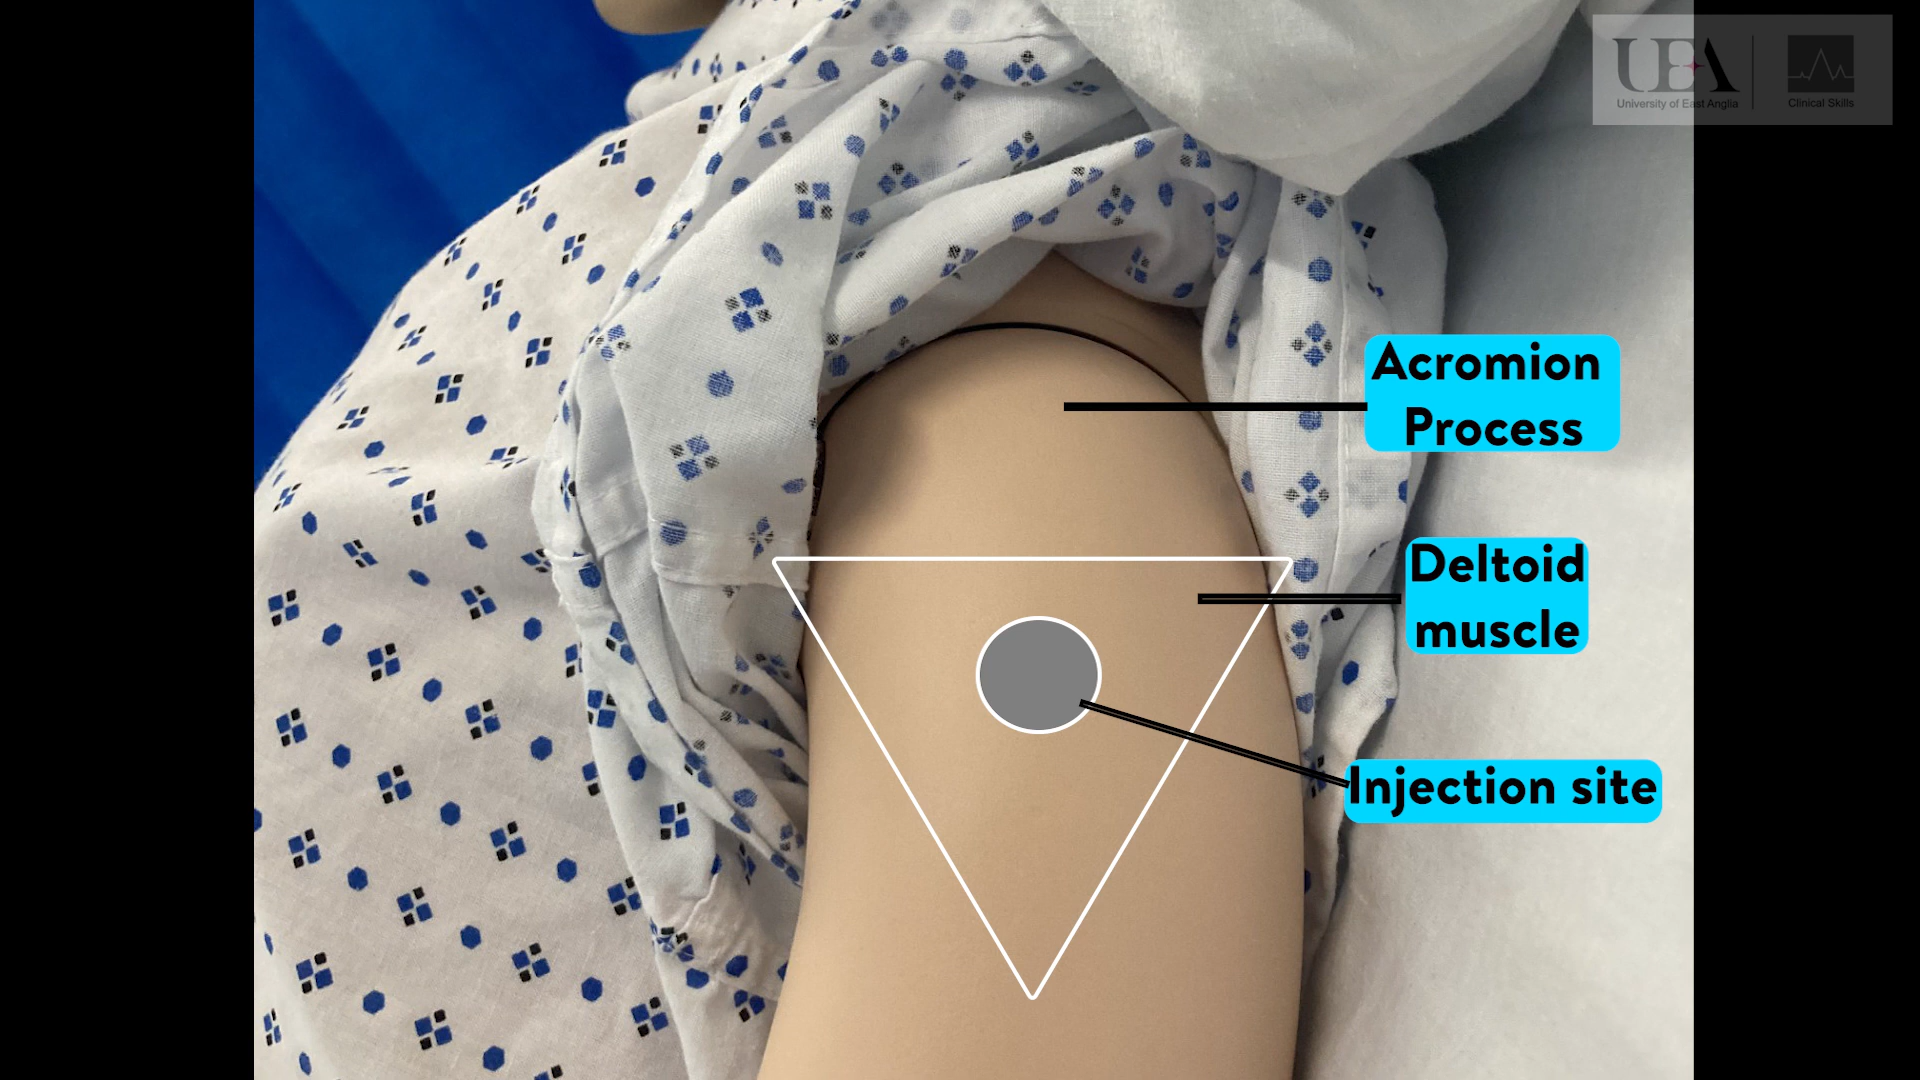 UEA
University of East Anglia
Clinical Skills
Acromion
Process
Deltoid
muscle
Injection site